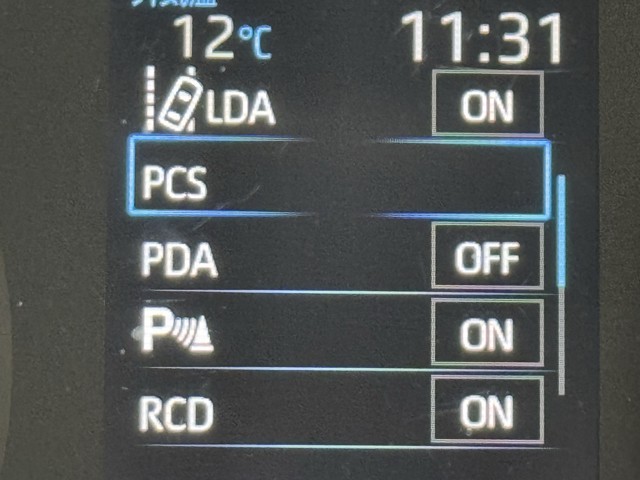 12℃ 11:31
LDA ON
PCS
PDA OFF
P ON
RCD ON